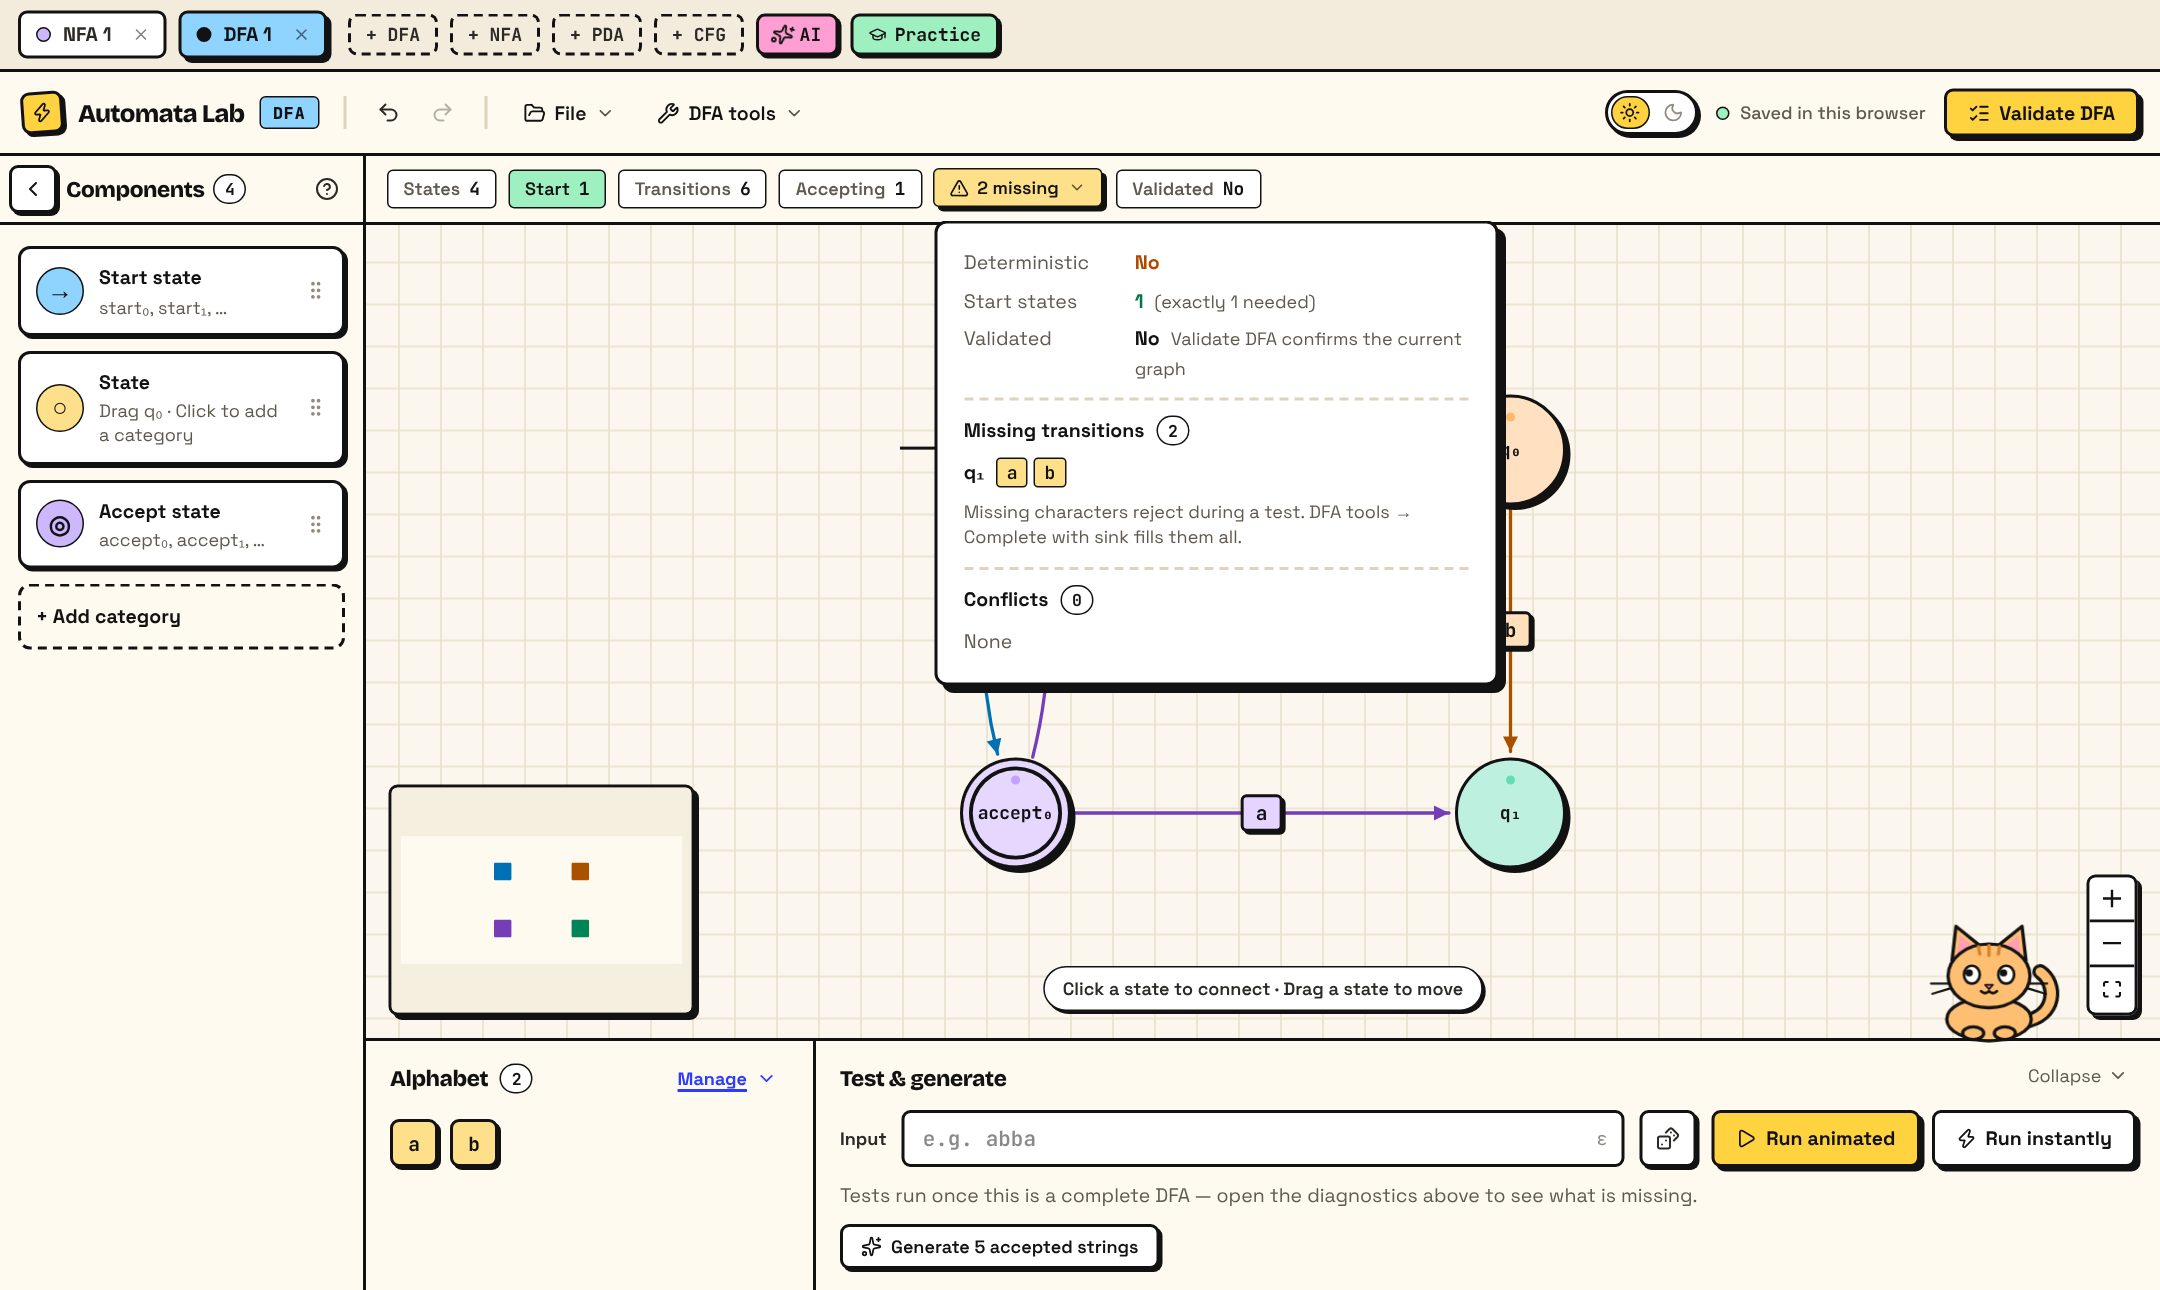 NFA 1 ×
DFA 1 ×
+ DFA
+ NFA
+ PDA
+ CFG
AI
Practice
Automata Lab
DFA
File
DFA tools
Saved in this browser
Validate DFA
Components 4
States 4
Start 1
Transitions 6
Accepting 1
2 missing
Validated No
Start state
start₀, start₁, …
State
Drag q₀ · Click to add
a category
Accept state
accept₀, accept₁, …
+ Add category
Deterministic No
Start states 1 (exactly 1 needed)
Validated No Validate DFA confirms the current
graph
Missing transitions 2
q₁ a b
Missing characters reject during a test. DFA tools →
Complete with sink fills them all.
Conflicts 0
None
b
accept₀
a
q₁
Click a state to connect · Drag a state to move
Alphabet 2
Manage
a b
Test & generate
Collapse
Input
e.g. abba
ε
Run animated
Run instantly
Tests run once this is a complete DFA — open the diagnostics above to see what is missing.
Generate 5 accepted strings